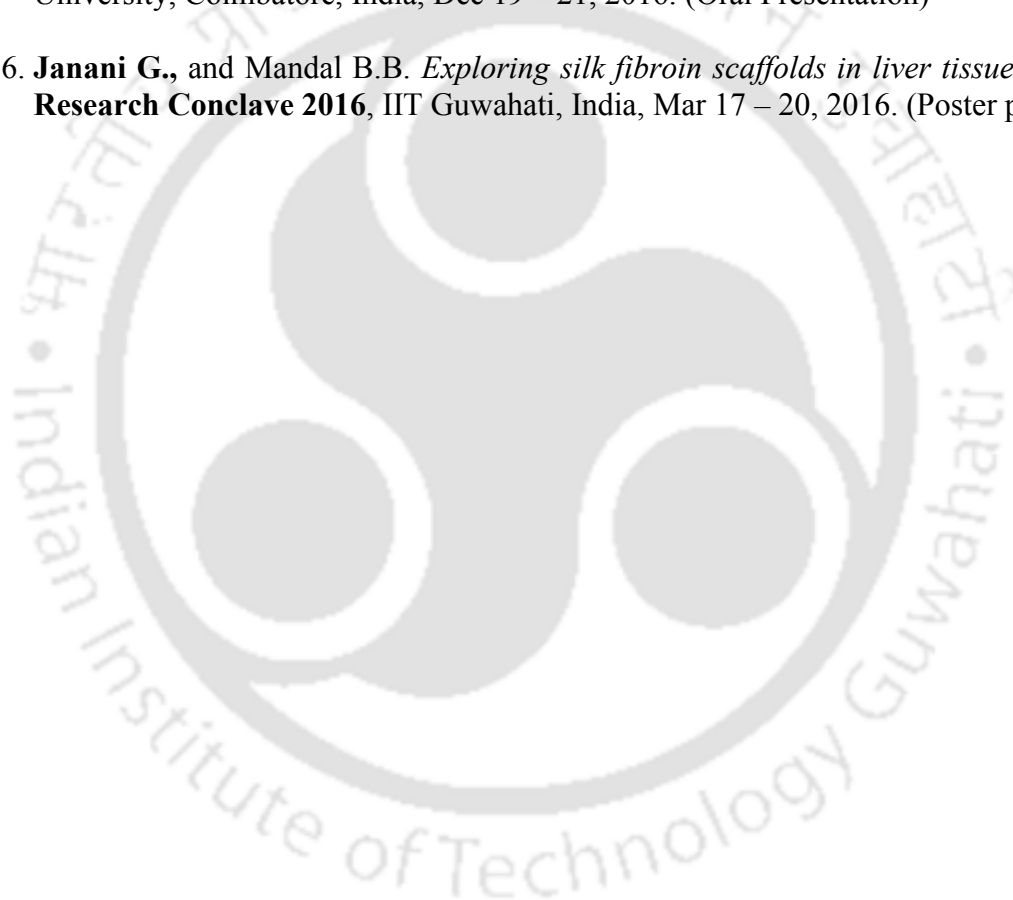 University, Coimbatore, India, Dec 19 – 21, 2016. (Oral Presentation)
6. Janani G., and Mandal B.B. Exploring silk fibroin scaffolds in liver tissue
Research Conclave 2016, IIT Guwahati, India, Mar 17 – 20, 2016. (Poster p
• Indian Institute of Technology Guwahati •